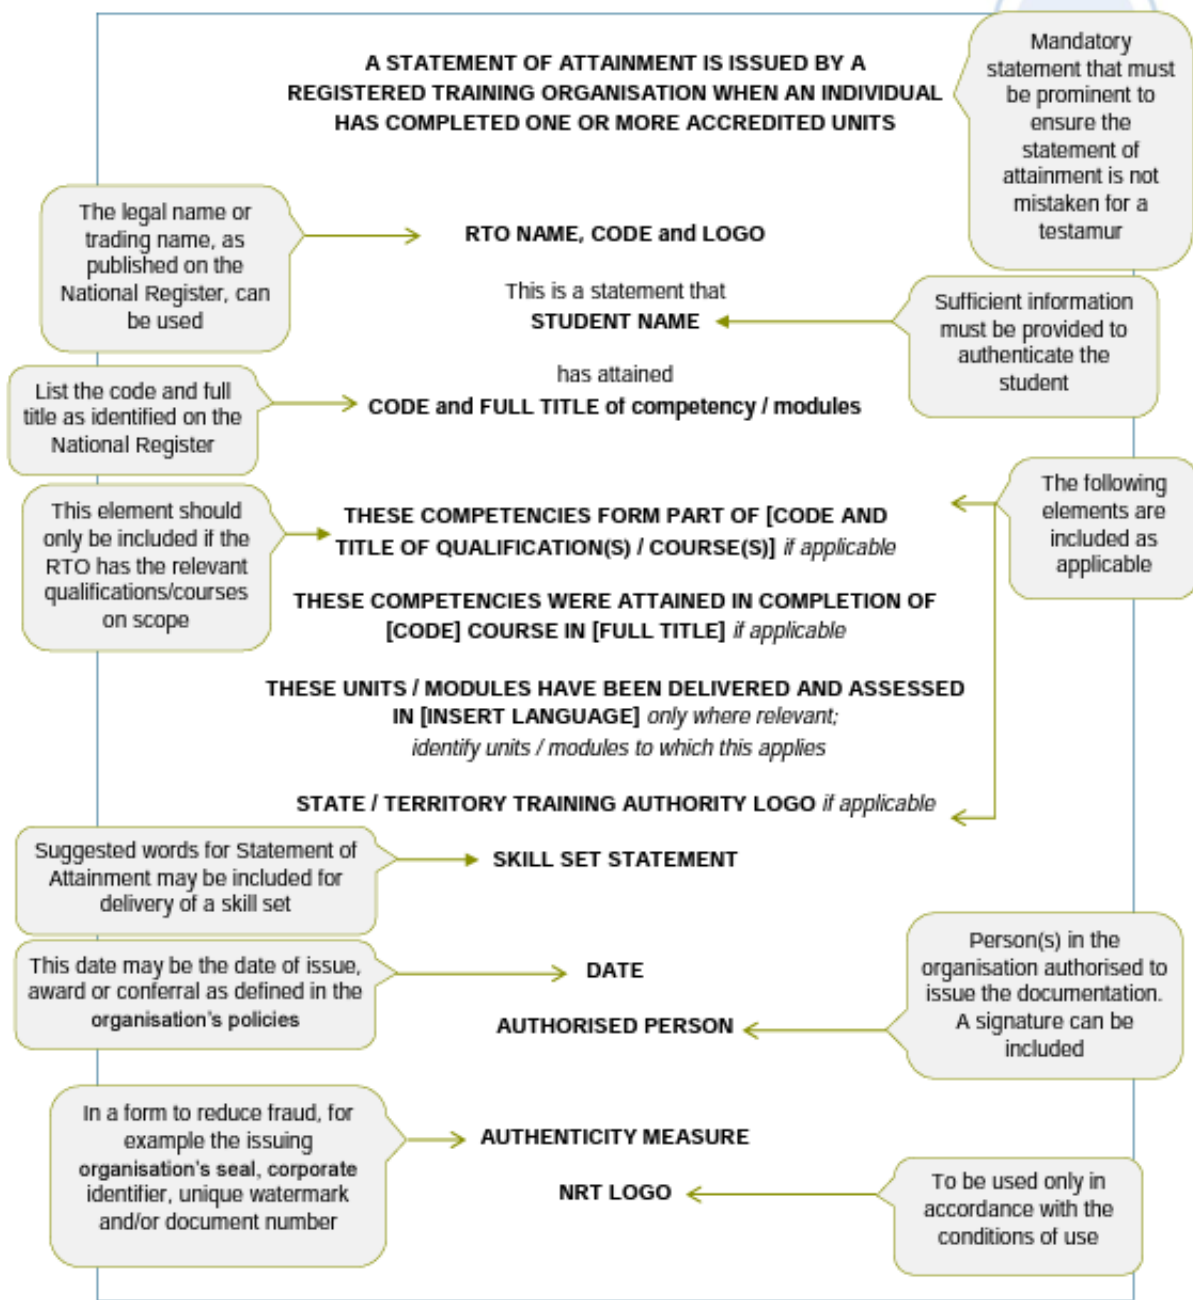 A STATEMENT OF ATTAINMENT IS ISSUED BY A
REGISTERED TRAINING ORGANISATION WHEN AN INDIVIDUAL
HAS COMPLETED ONE OR MORE ACCREDITED UNITS
Mandatory
statement that must
be prominent to
ensure the
statement of
attainment is not
mistaken for a
testamur
The legal name or
trading name, as
published on the
National Register, can
be used
RTO NAME, CODE and LOGO
This is a statement that
STUDENT NAME
Sufficient information
must be provided to
authenticate the
student
has attained
List the code and full
title as identified on the
National Register
CODE and FULL TITLE of competency / modules
This element should
only be included if the
RTO has the relevant
qualifications/courses
on scope
THESE COMPETENCIES FORM PART OF [CODE AND
TITLE OF QUALIFICATION(S) / COURSE(S)] if applicable
The following
elements are
included as
applicable
THESE COMPETENCIES WERE ATTAINED IN COMPLETION OF
[CODE] COURSE IN [FULL TITLE] if applicable
THESE UNITS / MODULES HAVE BEEN DELIVERED AND ASSESSED
IN [INSERT LANGUAGE] only where relevant;
identify units / modules to which this applies
STATE / TERRITORY TRAINING AUTHORITY LOGO if applicable
Suggested words for Statement of
Attainment may be included for
delivery of a skill set
SKILL SET STATEMENT
This date may be the date of issue,
award or conferral as defined in the
organisation's policies
DATE
Person(s) in the
organisation authorised to
issue the documentation.
A signature can be
included
AUTHORISED PERSON
In a form to reduce fraud, for
example the issuing
organisation's seal, corporate
identifier, unique watermark
and/or document number
AUTHENTICITY MEASURE
NRT LOGO
To be used only in
accordance with the
conditions of use